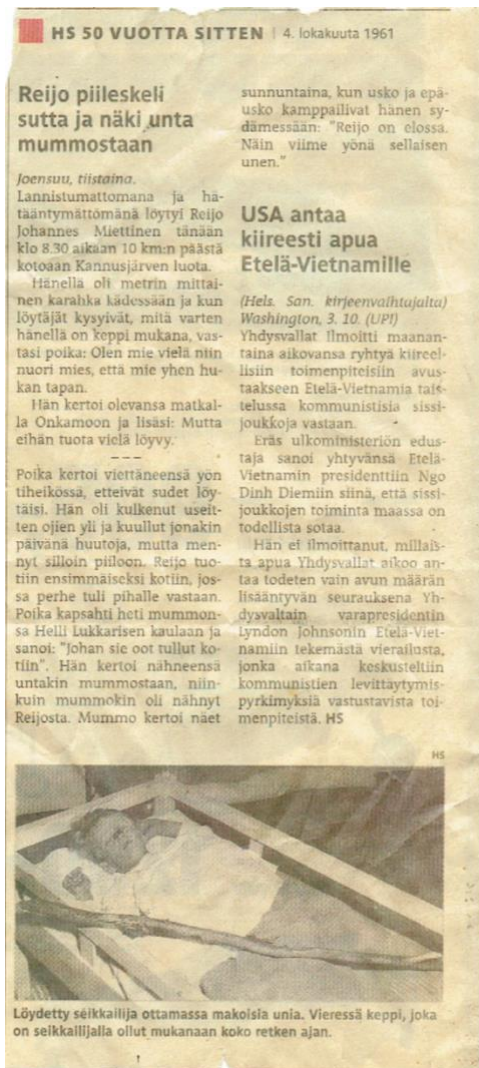 HS 50 VUOTTA SITTEN | 4. lokakuuta 1961
Reijo piileskeli
sutta ja näki unta
mummostaan
Joensuu, tiistaina.
Lannistumattomana ja hä-
tääntymättömänä löytyi Reijo
Johannes Miettinen tänään
klo 8.30 aikaan 10 km:n päästä
kotoaan Kannusjärven luota.
Hänellä oli metrin mittai-
nen karahka kädessään ja kun
löytäjät kysyivät, mitä varten
hänellä on keppi mukana, vas-
tasi poika: Olen mie vielä niin
nuori mies, että mie yhen hu-
kan tapan.
Hän kertoi olevansa matkal-
la Onkamoon ja lisäsi: Mutta
eihän tuota vielä löyvy.
---
Poika kertoi viettäneensä yön
tiheikössä, etteivät sudet löy-
täisi. Hän oli kulkenut useit-
ten ojien yli ja kuullut jonakin
päivänä huutoja, mutta men-
nyt silloin piiloon. Reijo tuo-
tiin ensimmäiseksi kotiin, jos-
sa perhe tuli pihalle vastaan.
Poika kapsahti heti mummon-
sa Helli Lukkarisen kaulaan ja
sanoi: "Johan sie oot tullut ko-
tiin". Hän kertoi nähneensä
untakin mummostaan, niin-
kuin mummokin oli nähnyt
Reijosta. Mummo kertoi näet
sunnuntaina, kun usko ja epä-
usko kamppailivat hänen sy-
dämessään: "Reijo on elossa.
Näin viime yönä sellaisen
unen."
USA antaa
kiireesti apua
Etelä-Vietnamille
(Hels. San. kirjeenvaihtajalta)
Washington, 3. 10. (UPI)
Yhdysvallat ilmoitti maanan-
taina aikovansa ryhtyä kiireel-
lisiin toimenpiteisiin avus-
taakseen Etelä-Vietnamia tais-
telussa kommunistisia sissi-
joukkoja vastaan.
Eräs ulkoministeriön edus-
taja sanoi yhtyvänsä Etelä-
Vietnamin presidenttiin Ngo
Dinh Diemiin siinä, että sissi-
joukkojen toiminta maassa on
todellista sotaa.
Hän ei ilmoittanut, millais-
ta apua Yhdysvallat aikoo an-
taa todeten vain avun määrän
lisääntyvän seurauksena Yh-
dysvaltain varapresidentin
Lyndon Johnsonin Etelä-Viet-
namiin tekemästä vierailusta,
jonka aikana keskusteltiin
kommunistien levittäytymis-
pyrkimyksiä vastustavista toi-
menpiteistä. HS
HS
Löydetty seikkailija ottamassa makoisia unia. Vieressä keppi, joka
on seikkailijalla ollut mukanaan koko retken ajan.